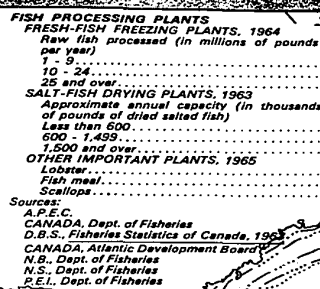 FISH PROCESSING PLANTS
FRESH-FISH FREEZING PLANTS, 1964
Raw fish processed (in millions of pounds
per year)
1 - 9
10 - 24
25 and over
SALT-FISH DRYING PLANTS, 1963
Approximate annual capacity (in thousands
of pounds of dried salted fish)
Less than 600
600 - 1,499
1,500 and over
OTHER IMPORTANT PLANTS, 1965
Lobster
Fish meal
Scallops
Sources:
A.P.E.C.
CANADA, Dept. of Fisheries
D.B.S., Fisheries Statistics of Canada, 1963
CANADA, Atlantic Development Board
N.B., Dept. of Fisheries
N.S., Dept. of Fisheries
P.E.I., Dept. of Fisheries